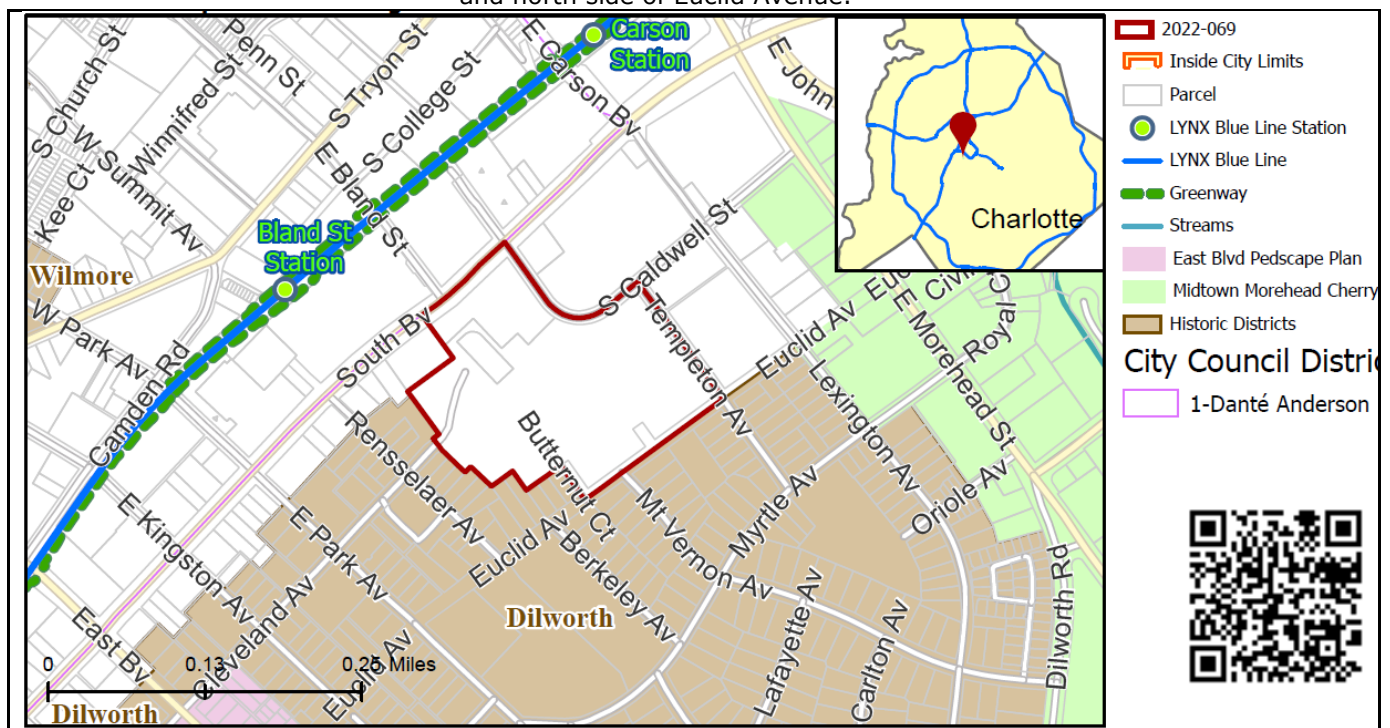 and north side of Euclid Avenue.
S Church St
Penn St
Winnifred St
Kee Ct
W Summit Av
S Tryon St
S College St
E Bland St
E Carson Bv
E John
Carson
Station
Bland St
Station
Wilmore
W Park Av
Camden Rd
South Bv
S Caldwell St
Templeton Av
Euclid Av
Lexington Av
E Morehead St
Royal C
Oriole Av
Myrtle Av
Mt Vernon Av
Butternut Ct
Rensselaer Av
Euclid Av
Berkeley Av
E Park Av
E Kingston Av
Cleveland Av
East Bv
Euclid Av
Dilworth
Lafayette Av
Carlton Av
Dilworth Rd
Dilworth
0
0.13
0.25 Miles
Charlotte
2022-069
Inside City Limits
Parcel
LYNX Blue Line Station
LYNX Blue Line
Greenway
Streams
East Blvd Pedscape Plan
Midtown Morehead Cherry
Historic Districts
City Council Distri
1-Danté Anderson